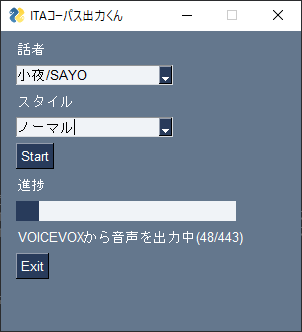 ITAコーパス出力くん
話者
小夜/SAYO
スタイル
ノーマル
Start
進捗
VOICEVOXから音声を出力中(48/443)
Exit